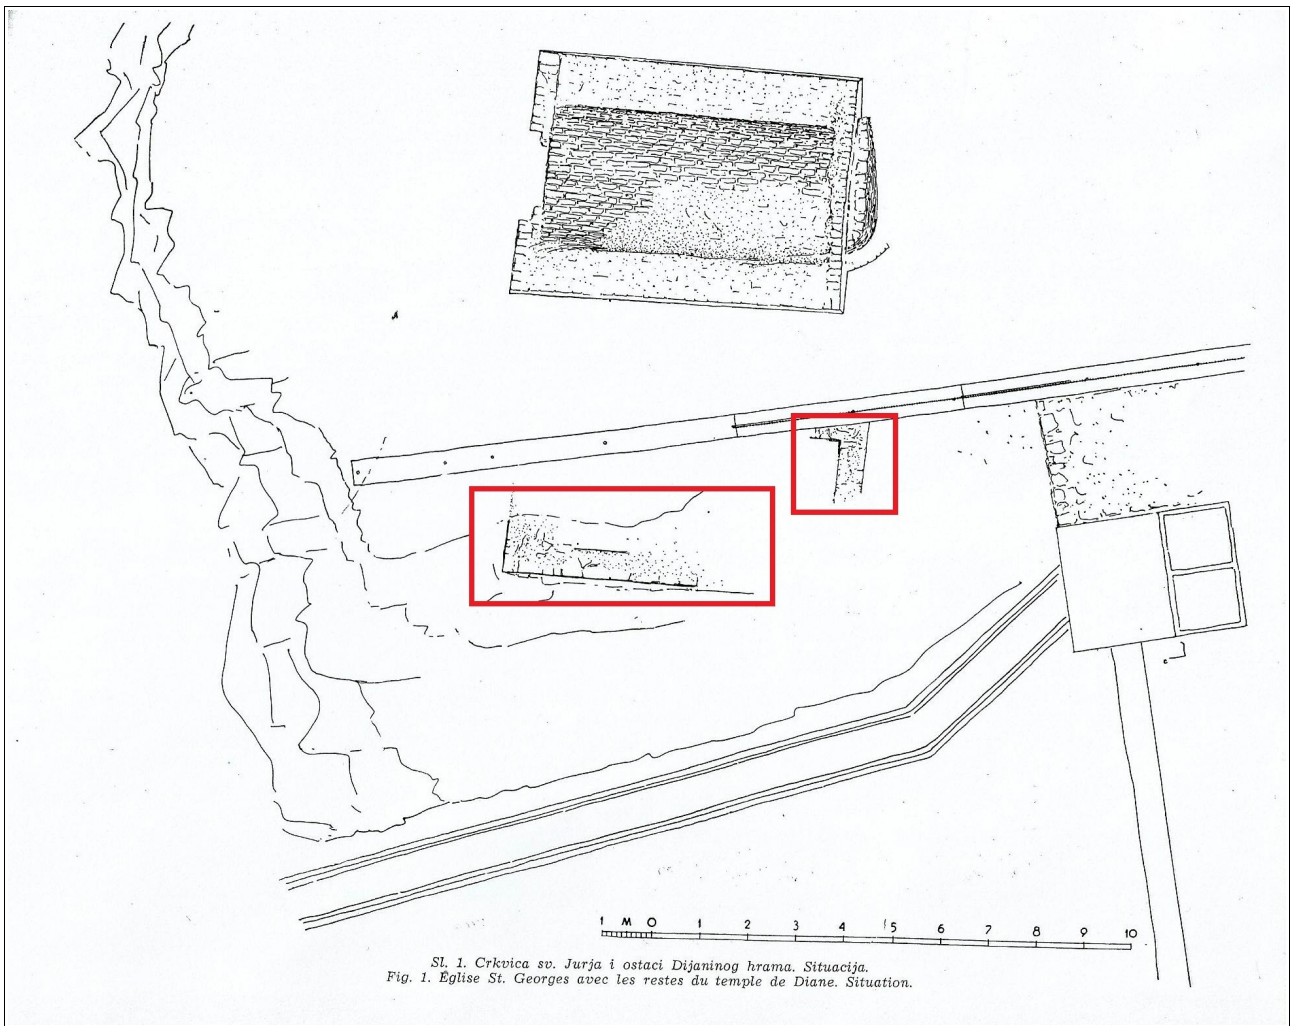 1 M 0 1 2 3 4 5 6 7 8 9 10
Sl. 1. Crkvica sv. Jurja i ostaci Dijaninog hrama. Situacija.
Fig. 1. Église St. Georges avec les restes du temple de Diane. Situation.